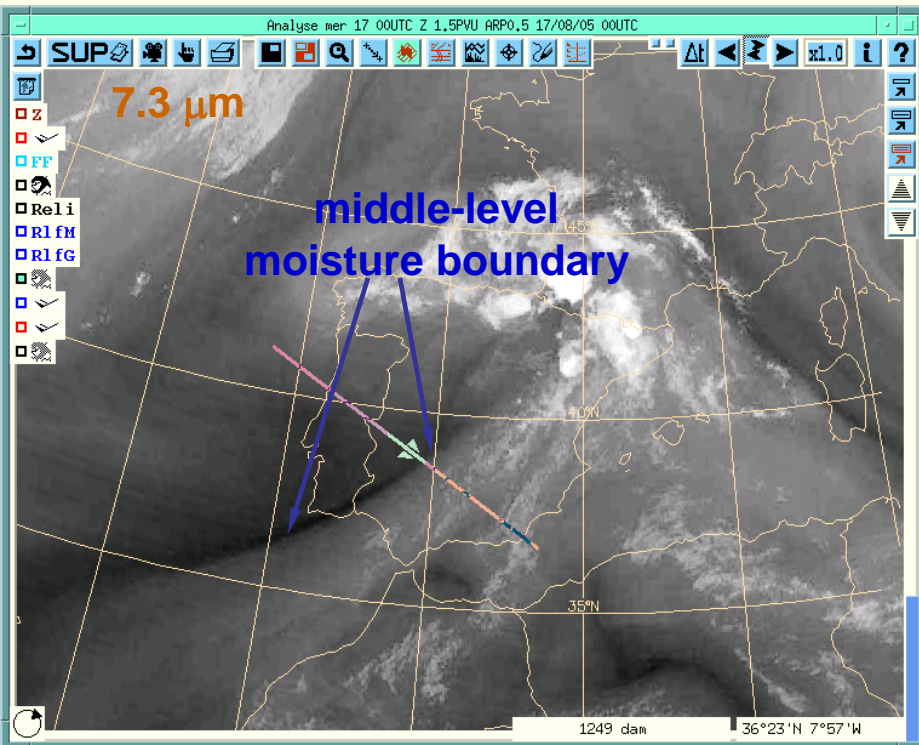 Analyse mer 17 00UTC Z 1.5PVU ARP0.5 17/08/05 00UTC
SUP
Δt
x1.0
i
?
7.3 μm
Z
FF
Reli
RlfM
RlfG
middle-level
moisture boundary
45°N
40°N
35°N
1249 dam
36°23'N 7°57'W